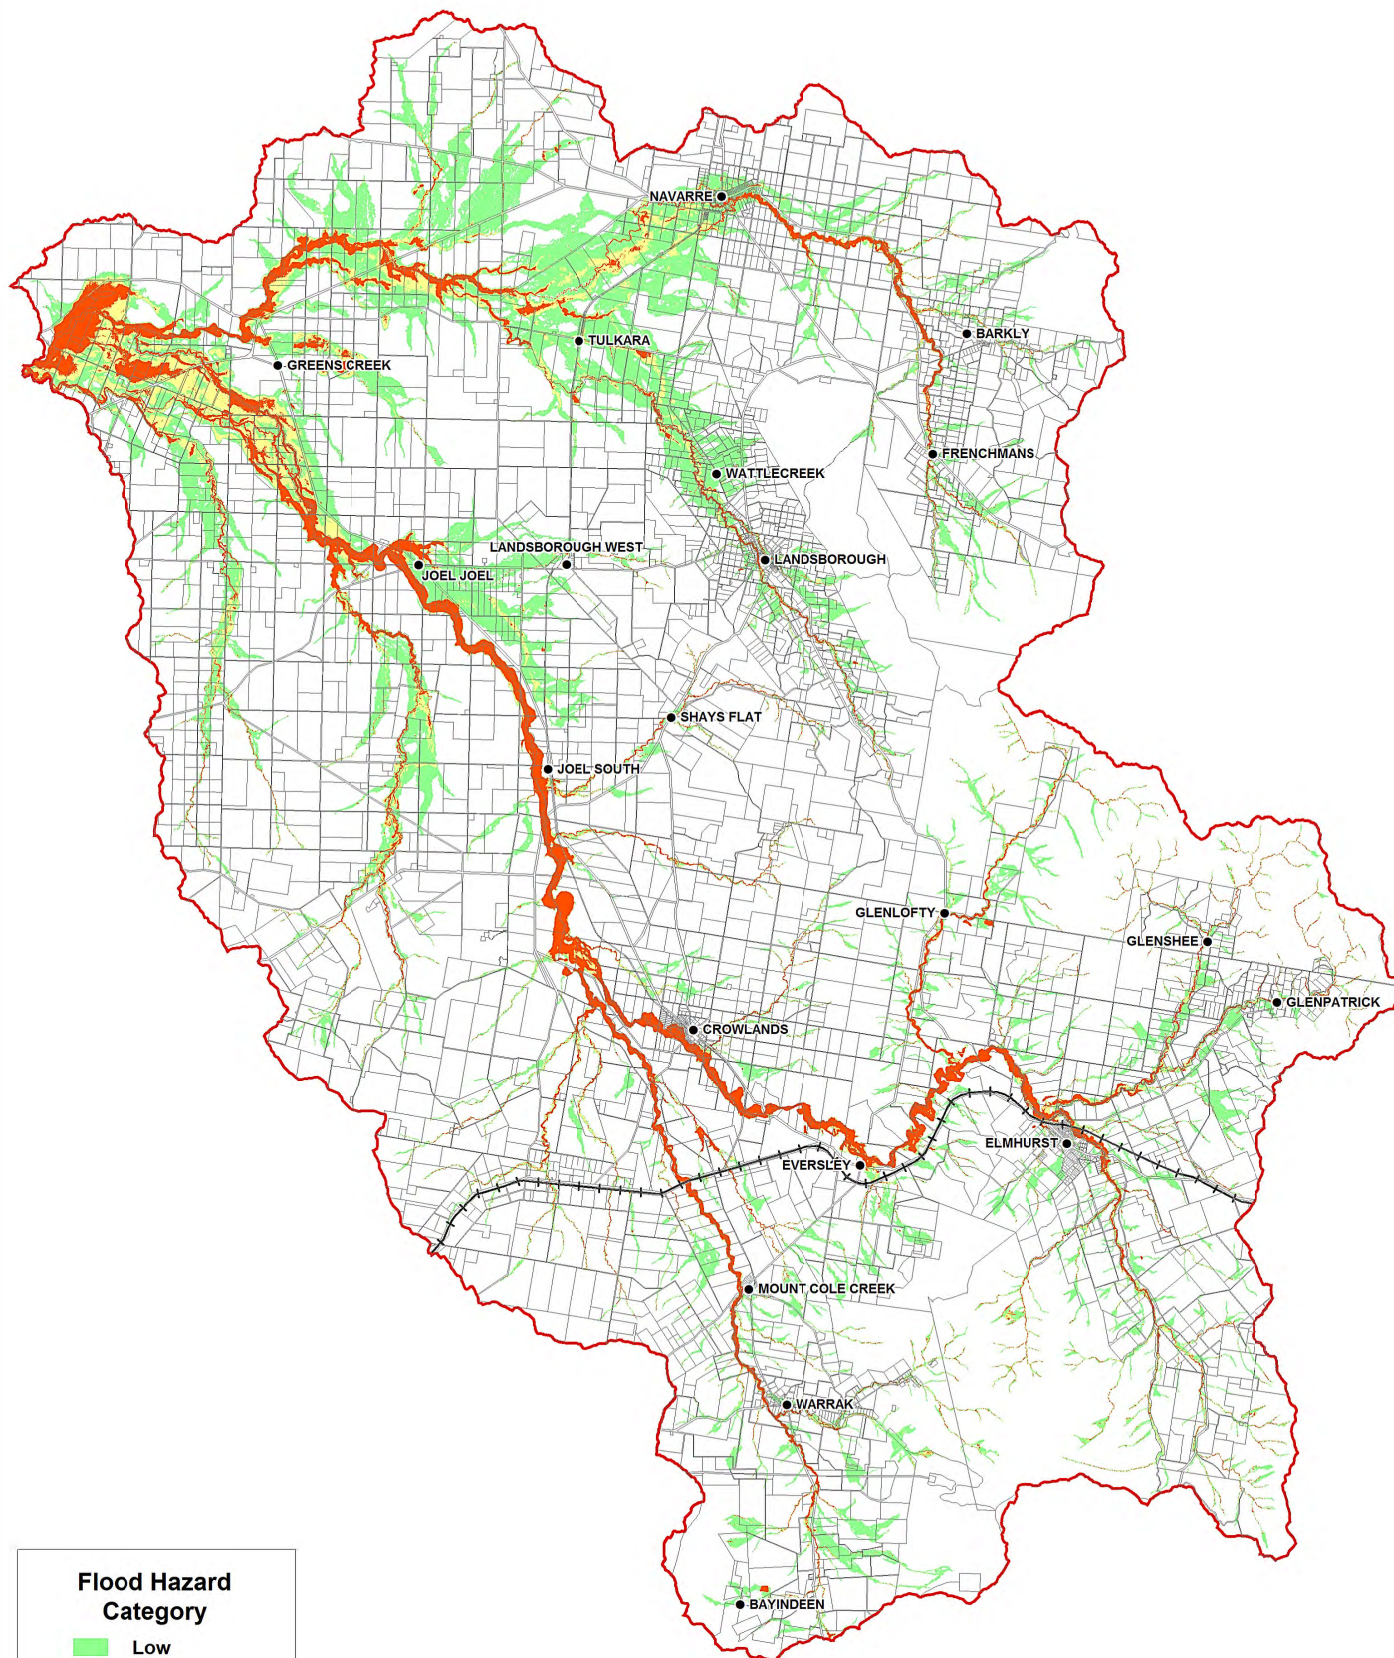 NAVARRE
BARKLY
TULKARA
GREENS CREEK
FRENCHMANS
WATTLECREEK
LANDSBOROUGH WEST
LANDSBOROUGH
JOEL JOEL
SHAYS FLAT
JOEL SOUTH
GLENLOFTY
GLENSHEE
GLENPATRICK
CROWLANDS
ELMHURST
EVERSLEY
MOUNT COLE CREEK
WARRAK
BAYINDEEN
Flood Hazard
Category
Low